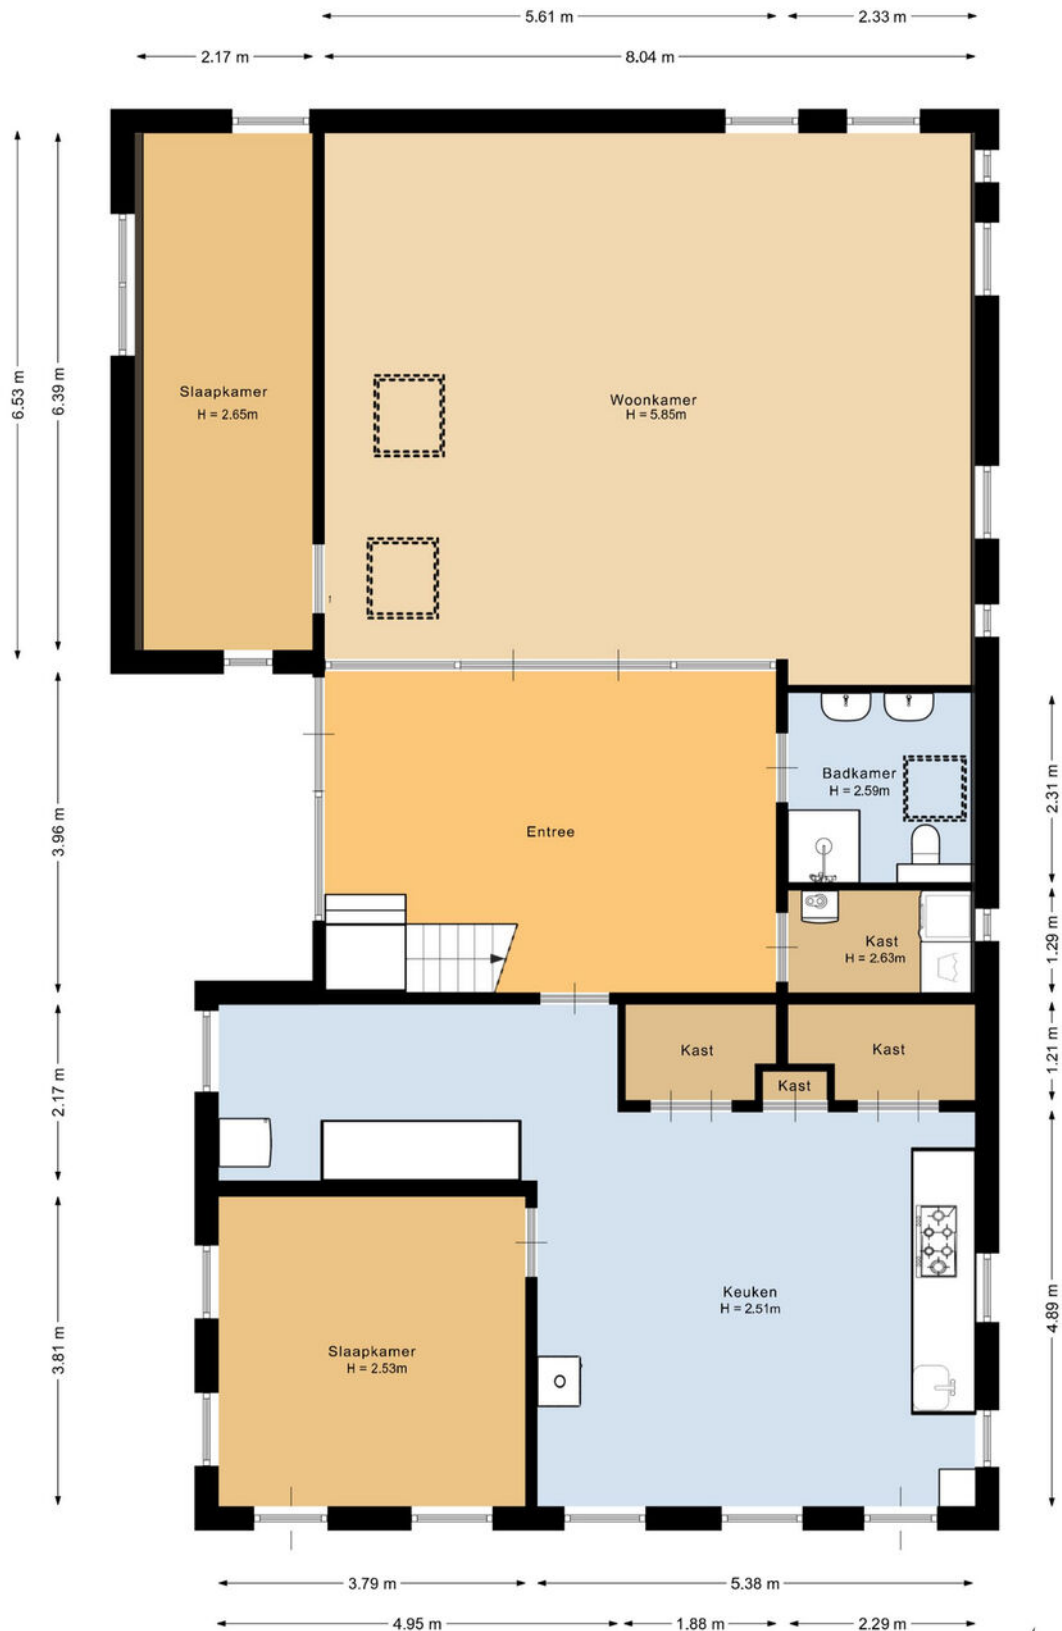 5.61 m
2.33 m
2.17 m
8.04 m
6.53 m
6.39 m
Slaapkamer
H = 2.65m
Woonkamer
H = 5.85m
3.96 m
Entree
Badkamer
H = 2.59m
2.31 m
Kast
H = 2.63m
1.29 m
2.17 m
Kast
Kast
Kast
1.21 m
Keuken
H = 2.51m
4.89 m
3.81 m
Slaapkamer
H = 2.53m
3.79 m
5.38 m
4.95 m
1.88 m
2.29 m